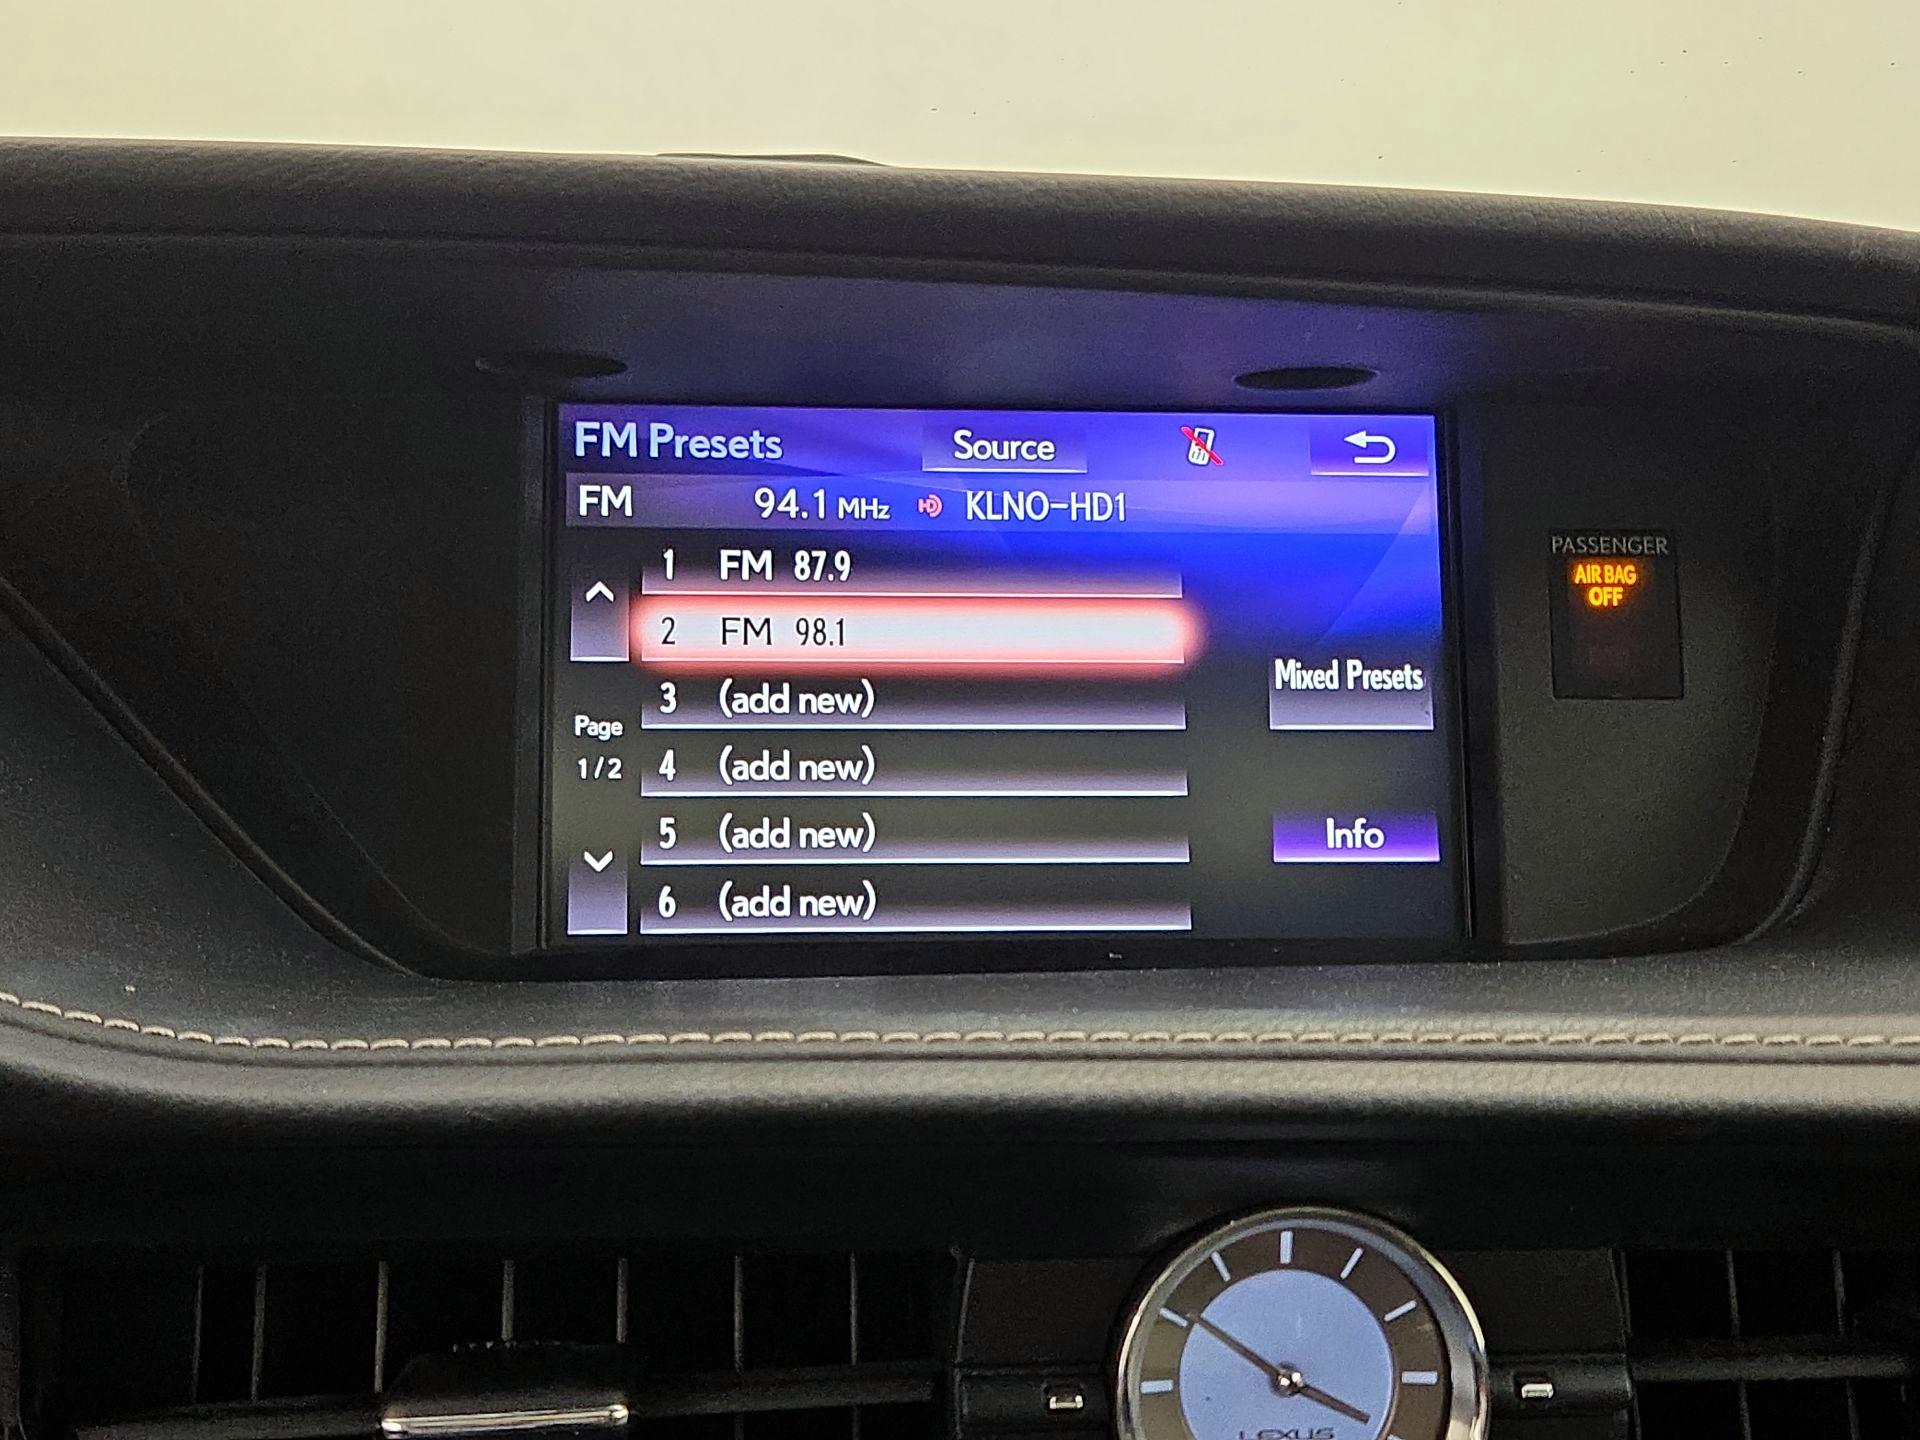 FM Presets
Source
FM 94.1 MHz HD KLNO-HD1
1 FM 87.9
2 FM 98.1
3 (add new)
4 (add new)
5 (add new)
6 (add new)
Page
1/2
Mixed Presets
Info
PASSENGER
AIR BAG
OFF
LEXUS